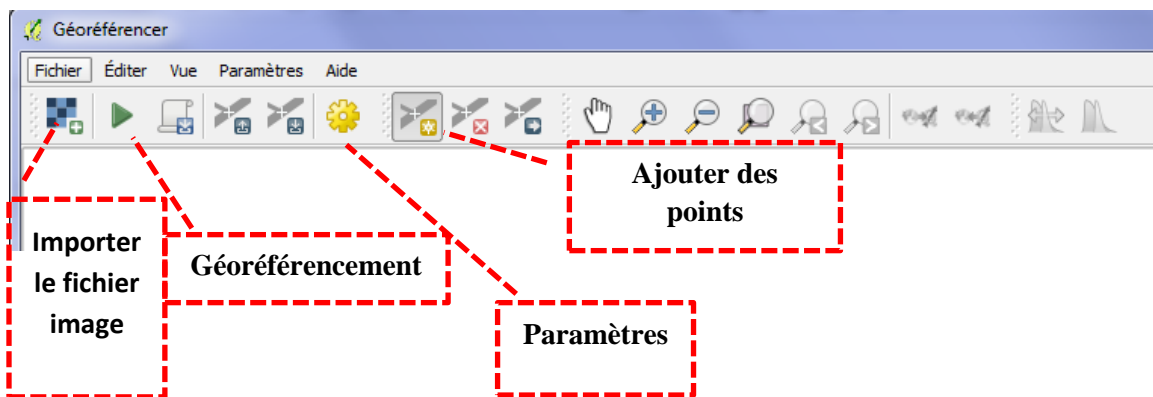 Géoréférencer
Fichier Éditer Vue Paramètres Aide
Ajouter des
points
Importer
le fichier
image
Géoréférencement
Paramètres